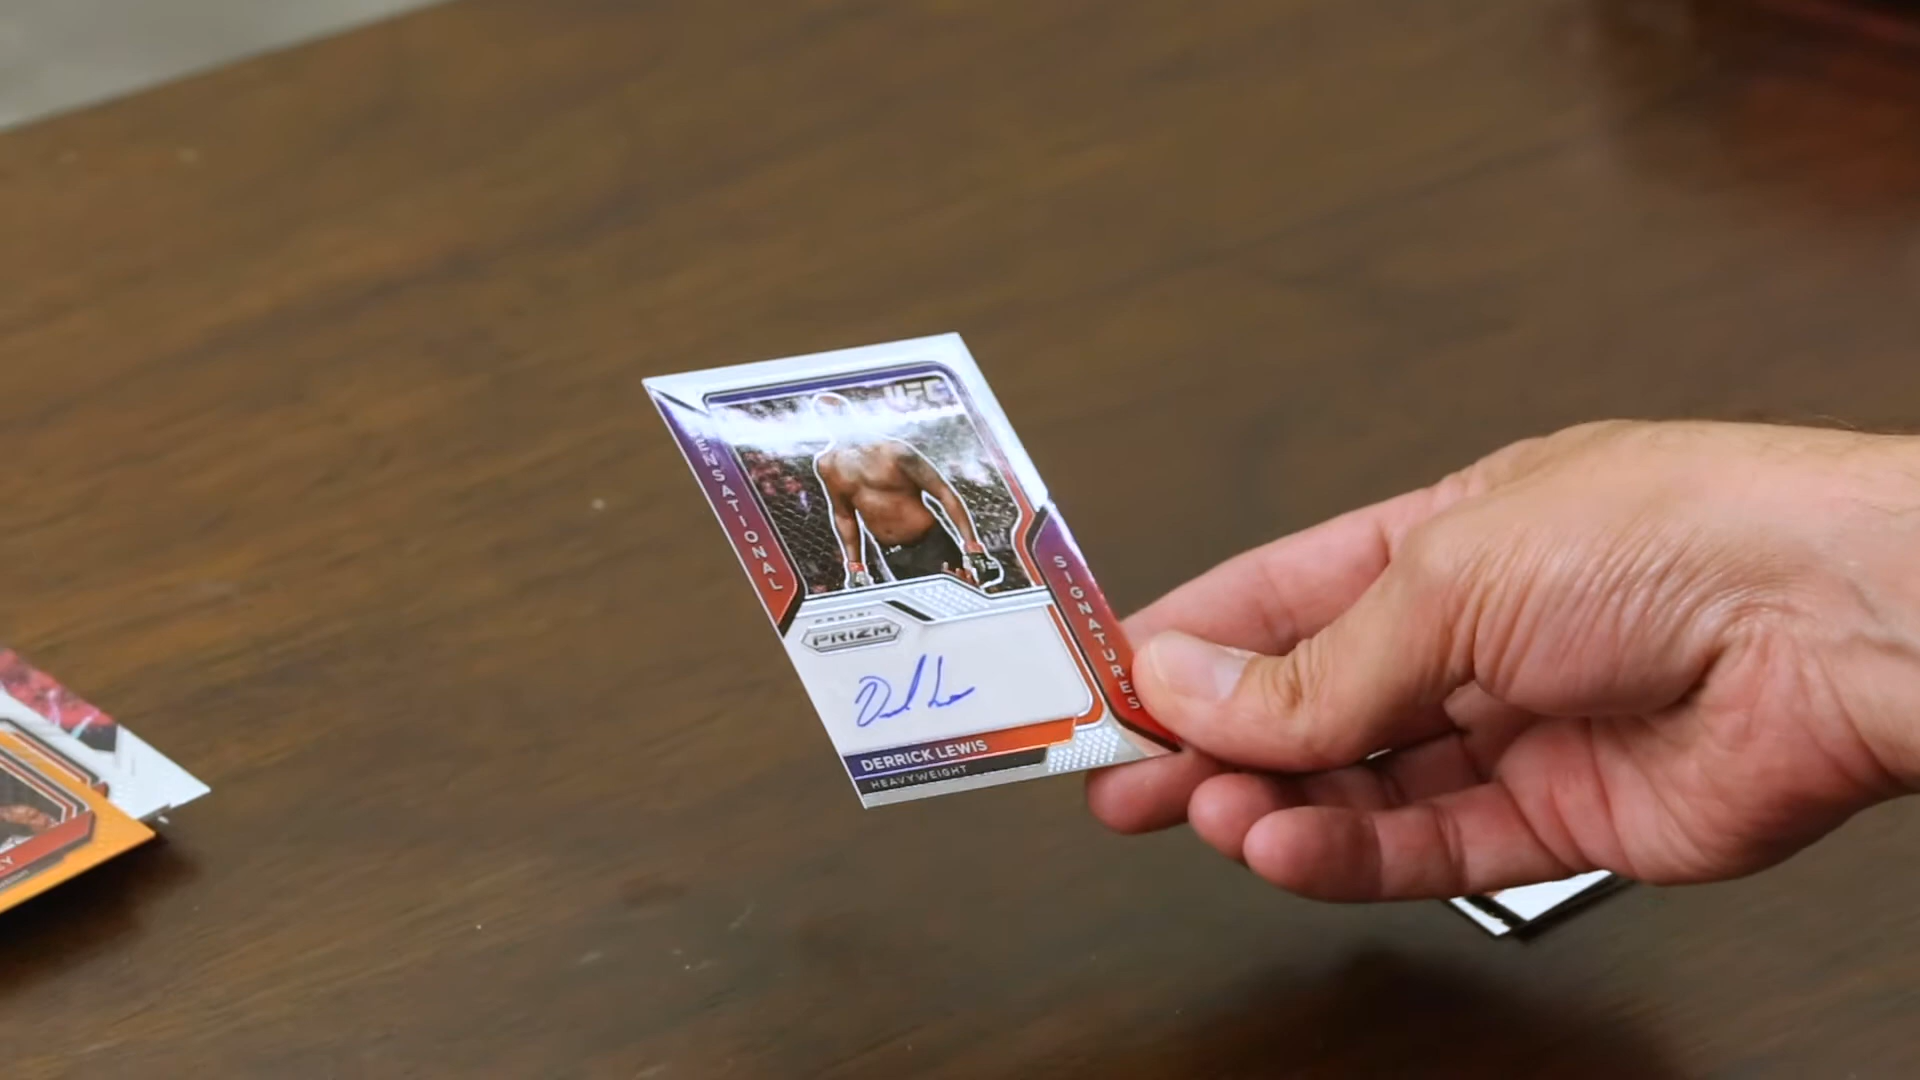 UFC
SENSATIONAL
SIGNATURES
PANINI
PRIZM
DERRICK LEWIS
HEAVYWEIGHT